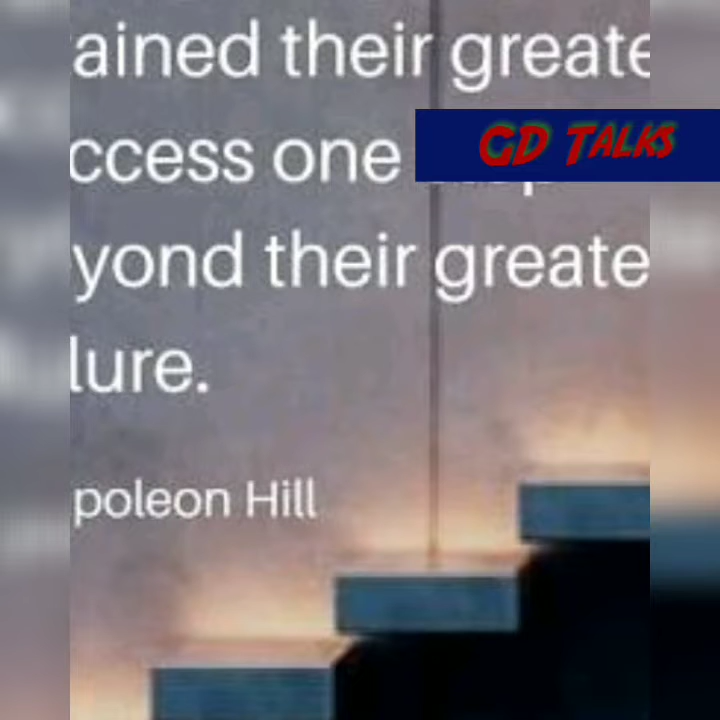 ained their greate
GD TALKS
ccess one
yond their greate
lure.
poleon Hill